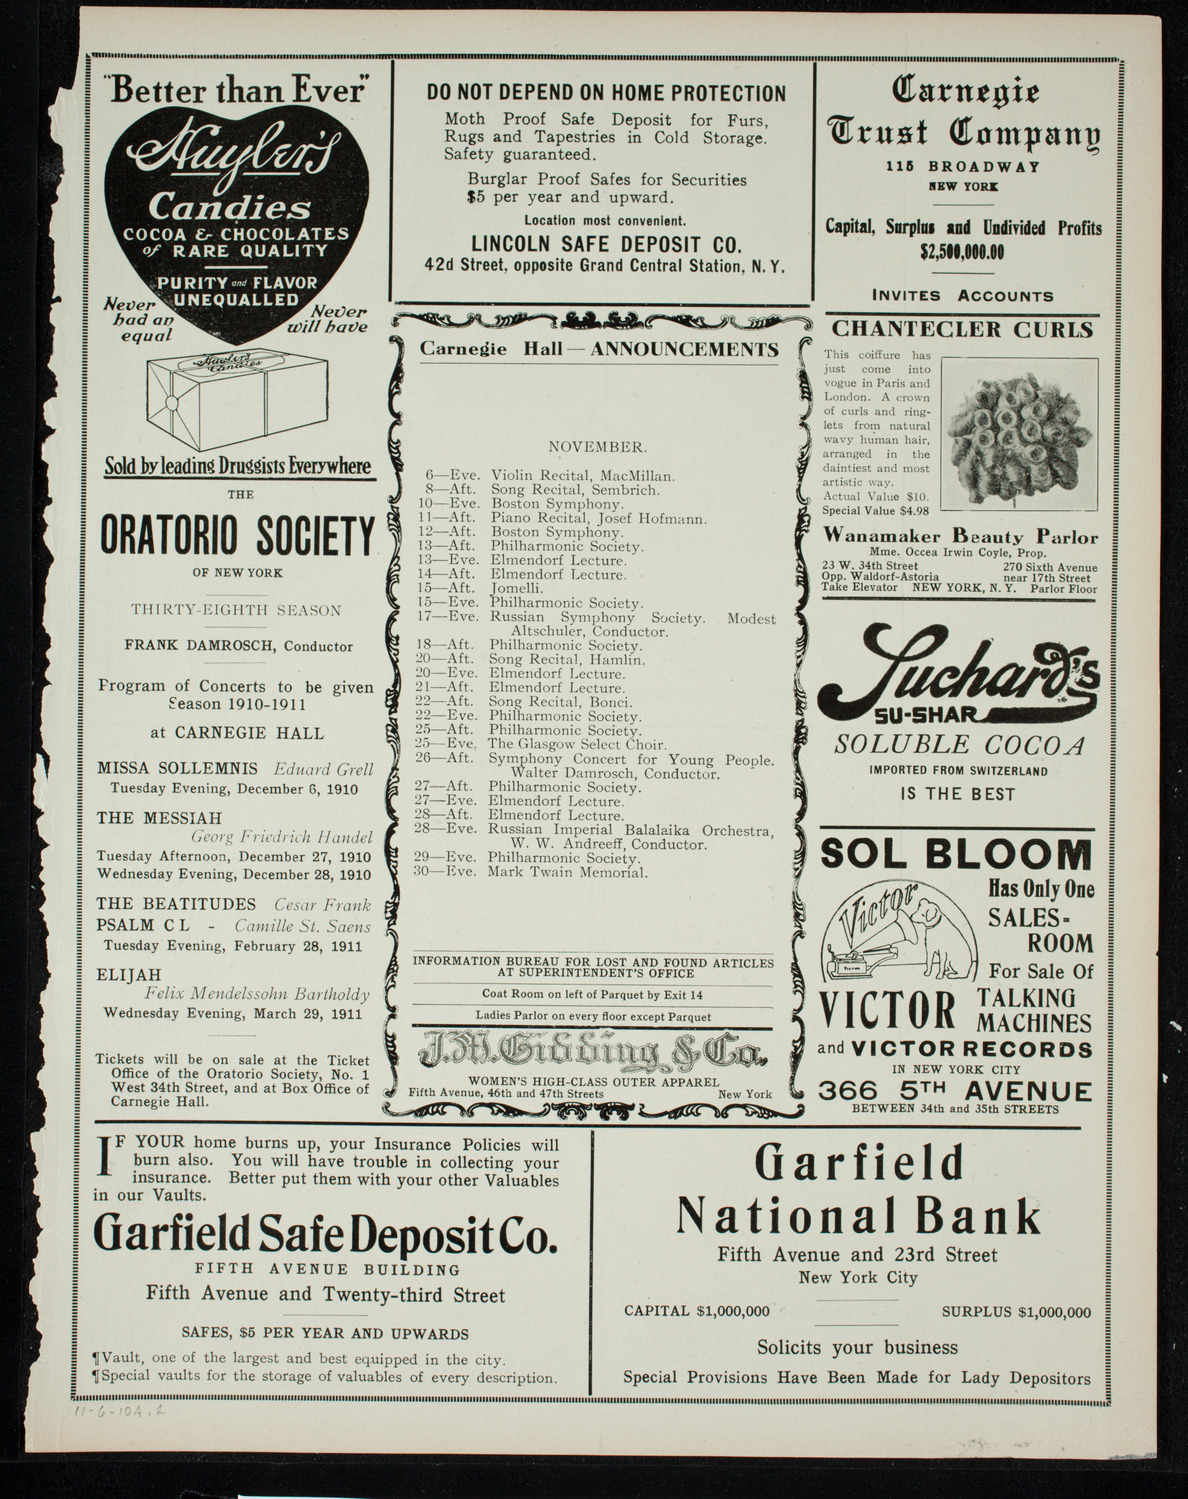 "Better than Ever"
Huyler's
Candies
COCOA & CHOCOLATES
of RARE QUALITY
PURITY and FLAVOR
UNEQUALLED
Never
had an
equal
Never
will have
Huyler's
Candies
Sold by leading Druggists Everywhere
THE
ORATORIO SOCIETY
OF NEW YORK
THIRTY-EIGHTH SEASON
FRANK DAMROSCH, Conductor
Program of Concerts to be given
Season 1910-1911
at CARNEGIE HALL
MISSA SOLLEMNIS Eduard Grell
Tuesday Evening, December 6, 1910
THE MESSIAH
Georg Friedrich Handel
Tuesday Afternoon, December 27, 1910
Wednesday Evening, December 28, 1910
THE BEATITUDES Cesar Frank
PSALM C L - Camille St. Saens
Tuesday Evening, February 28, 1911
ELIJAH
Felix Mendelssohn Bartholdy
Wednesday Evening, March 29, 1911
Tickets will be on sale at the Ticket
Office of the Oratorio Society, No. 1
West 34th Street, and at Box Office of
Carnegie Hall.
DO NOT DEPEND ON HOME PROTECTION
Moth Proof Safe Deposit for Furs,
Rugs and Tapestries in Cold Storage.
Safety guaranteed.
Burglar Proof Safes for Securities
$5 per year and upward.
Location most convenient.
LINCOLN SAFE DEPOSIT CO.
42d Street, opposite Grand Central Station, N. Y.
Carnegie Hall—ANNOUNCEMENTS
NOVEMBER.
6—Eve. Violin Recital, MacMillan.
8—Aft. Song Recital, Sembrich.
10—Eve. Boston Symphony.
11—Aft. Piano Recital, Josef Hofmann.
12—Aft. Boston Symphony.
13—Aft. Philharmonic Society.
13—Eve. Elmendorf Lecture.
14—Aft. Elmendorf Lecture.
15—Aft. Jomelli.
15—Eve. Philharmonic Society.
17—Eve. Russian Symphony Society. Modest
Altschuler, Conductor.
18—Aft. Philharmonic Society.
20—Aft. Song Recital, Hamlin.
20—Eve. Elmendorf Lecture.
21—Aft. Elmendorf Lecture.
22—Aft. Song Recital, Bonci.
22—Eve. Philharmonic Society.
25—Aft. Philharmonic Society.
25—Eve. The Glasgow Select Choir.
26—Aft. Symphony Concert for Young People.
Walter Damrosch, Conductor.
27—Aft. Philharmonic Society.
27—Eve. Elmendorf Lecture.
28—Aft. Elmendorf Lecture.
28—Eve. Russian Imperial Balalaika Orchestra,
W. W. Andreeff, Conductor.
29—Eve. Philharmonic Society.
30—Eve. Mark Twain Memorial.
INFORMATION BUREAU FOR LOST AND FOUND ARTICLES
AT SUPERINTENDENT'S OFFICE
Coat Room on left of Parquet by Exit 14
Ladies Parlor on every floor except Parquet
J.M. Gidding & Co.
WOMEN'S HIGH-CLASS OUTER APPAREL
Fifth Avenue, 46th and 47th Streets New York
Carnegie
Trust Company
115 BROADWAY
NEW YORK
Capital, Surplus and Undivided Profits
$2,500,000.00
INVITES ACCOUNTS
CHANTECLER CURLS
This coiffure has
just come into
vogue in Paris and
London. A crown
of curls and ring-
lets from natural
wavy human hair,
arranged in the
daintiest and most
artistic way.
Actual Value $10.
Special Value $4.98
Wanamaker Beauty Parlor
Mme. Occea Irwin Coyle, Prop.
23 W. 34th Street 270 Sixth Avenue
Opp. Waldorf-Astoria near 17th Street
Take Elevator NEW YORK, N. Y. Parlor Floor
Suchard's
SU-SHAR
SOLUBLE COCOA
IMPORTED FROM SWITZERLAND
IS THE BEST
SOL BLOOM
Victor
Has Only One
SALES-
ROOM
For Sale Of
VICTOR TALKING
MACHINES
and VICTOR RECORDS
IN NEW YORK CITY
366 5TH AVENUE
BETWEEN 34th and 35th STREETS
IF YOUR home burns up, your Insurance Policies will
burn also. You will have trouble in collecting your
insurance. Better put them with your other Valuables
in our Vaults.
Garfield Safe Deposit Co.
FIFTH AVENUE BUILDING
Fifth Avenue and Twenty-third Street
SAFES, $5 PER YEAR AND UPWARDS
¶Vault, one of the largest and best equipped in the city.
¶Special vaults for the storage of valuables of every description.
Garfield
National Bank
Fifth Avenue and 23rd Street
New York City
CAPITAL $1,000,000 SURPLUS $1,000,000
Solicits your business
Special Provisions Have Been Made for Lady Depositors
11-6-10A.2